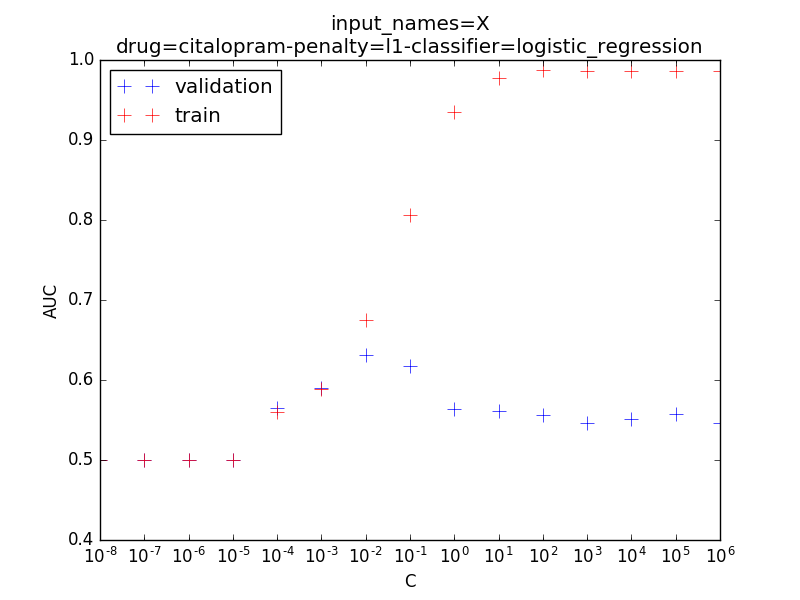 input_names=X
drug=citalopram-penalty=l1-classifier=logistic_regression
validation
train
1.0
0.9
0.8
0.7
0.6
0.5
0.4
AUC
10⁻⁸ 10⁻⁷ 10⁻⁶ 10⁻⁵ 10⁻⁴ 10⁻³ 10⁻² 10⁻¹ 10⁰ 10¹ 10² 10³ 10⁴ 10⁵ 10⁶
C